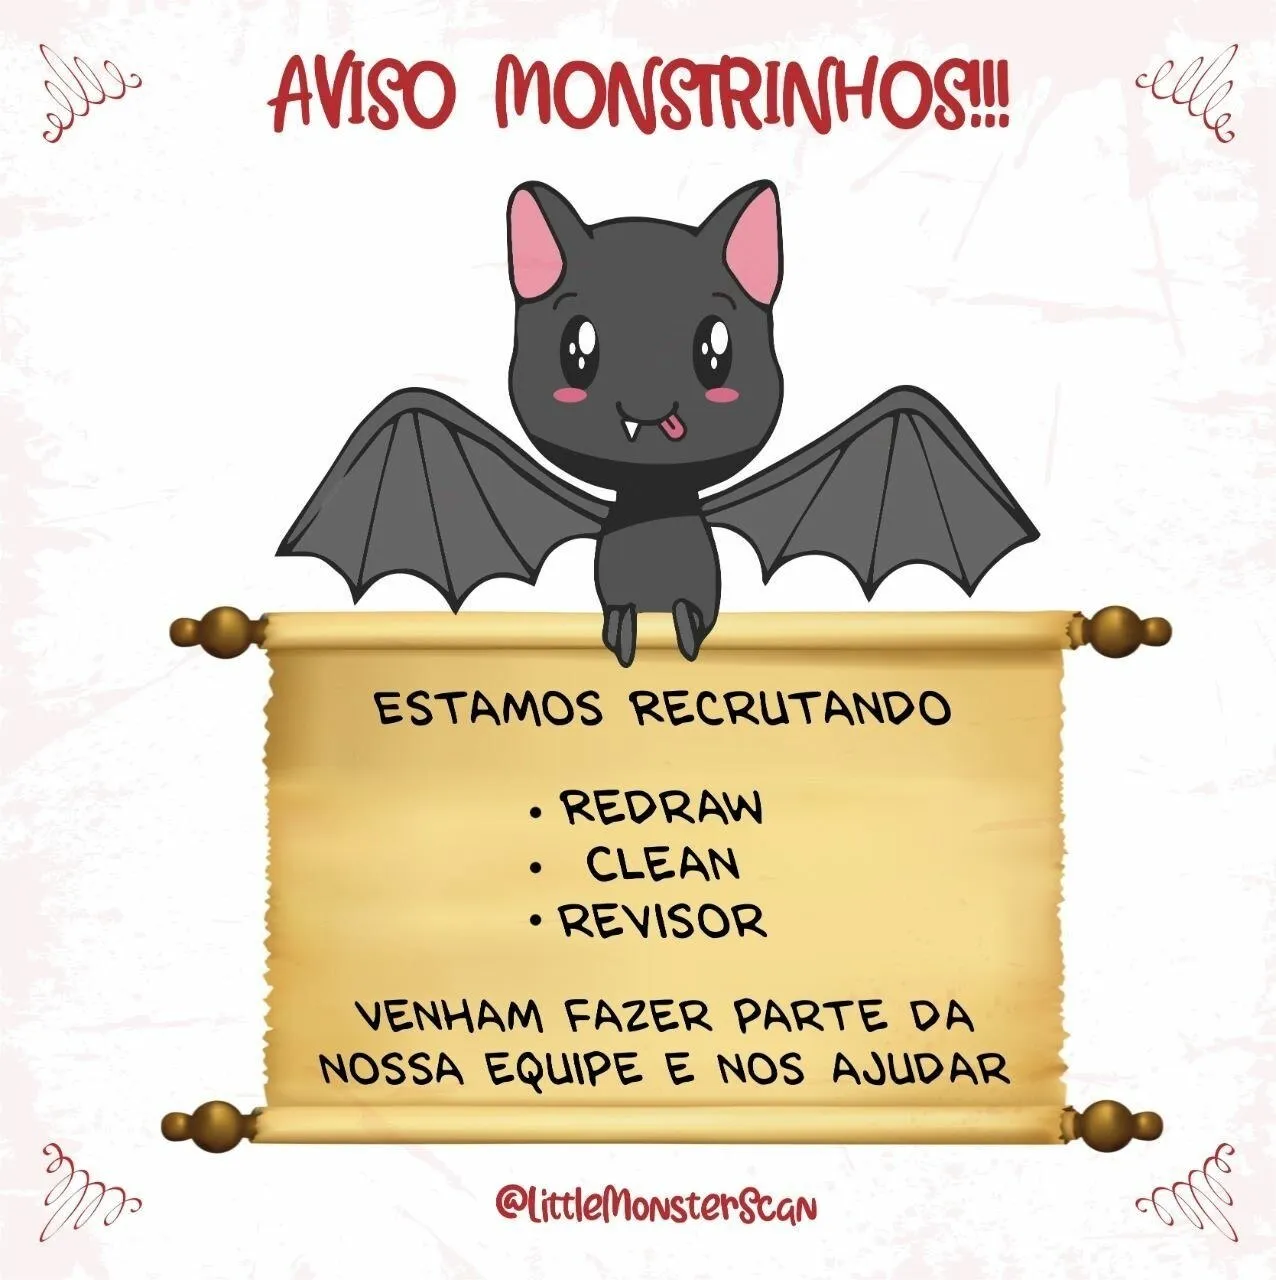 AVISO MONSTRINHOS!!!
ESTAMOS RECRUTANDO
• REDRAW
• CLEAN
• REVISOR
VENHAM FAZER PARTE DA
NOSSA EQUIPE E NOS AJUDAR
@LittleMonsterScan